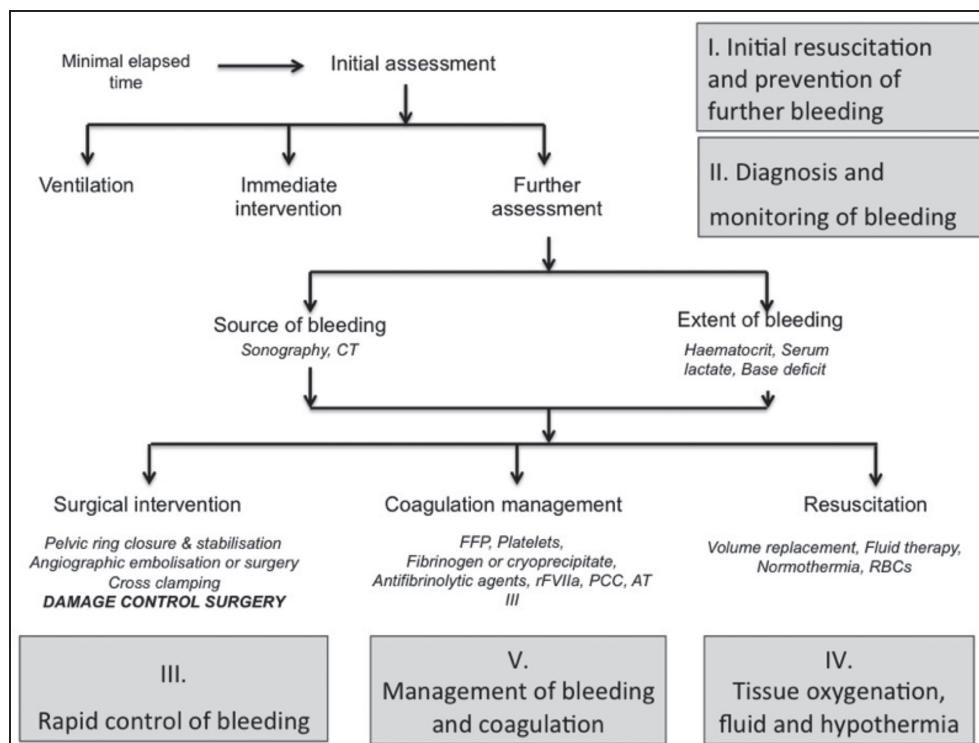 Minimal elapsed
time
Initial assessment
I. Initial resuscitation
and prevention of
further bleeding
II. Diagnosis and
monitoring of bleeding
Ventilation
Immediate
intervention
Further
assessment
Source of bleeding
Sonography, CT
Extent of bleeding
Haematocrit, Serum
lactate, Base deficit
Surgical intervention
Pelvic ring closure & stabilisation
Angiographic embolisation or surgery
Cross clamping
DAMAGE CONTROL SURGERY
Coagulation management
FFP, Platelets,
Fibrinogen or cryoprecipitate,
Antifibrinolytic agents, rFVIIa, PCC, AT
III
Resuscitation
Volume replacement, Fluid therapy,
Normothermia, RBCs
III.
Rapid control of bleeding
V.
Management of bleeding
and coagulation
IV.
Tissue oxygenation,
fluid and hypothermia